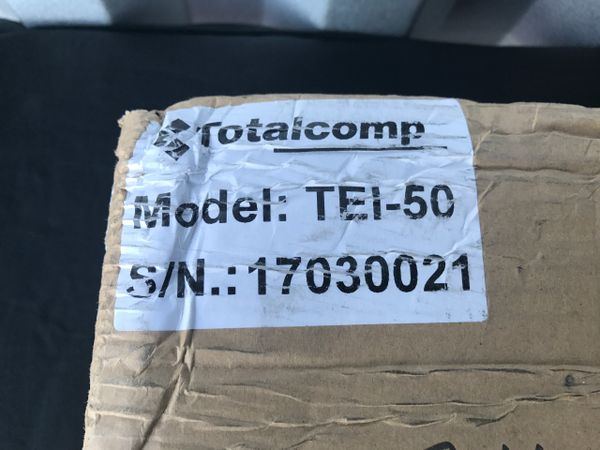 Totalcomp
Model: TEI-50
S/N.: 17030021